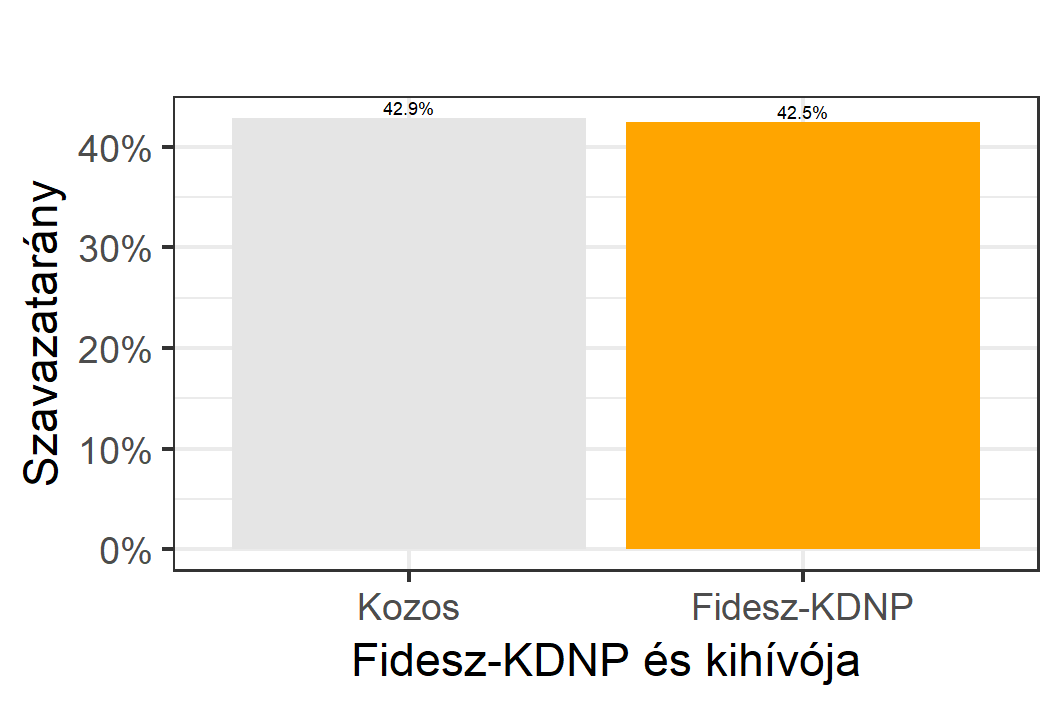 42.9%
42.5%
40%
30%
20%
10%
0%
Szavazatarány
Kozos
Fidesz-KDNP
Fidesz-KDNP és kihívója